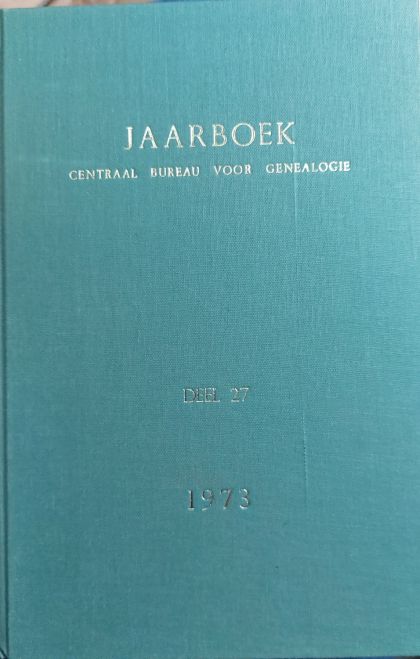 JAARBOEK
CENTRAAL BUREAU VOOR GENEALOGIE
DEEL 27
1973